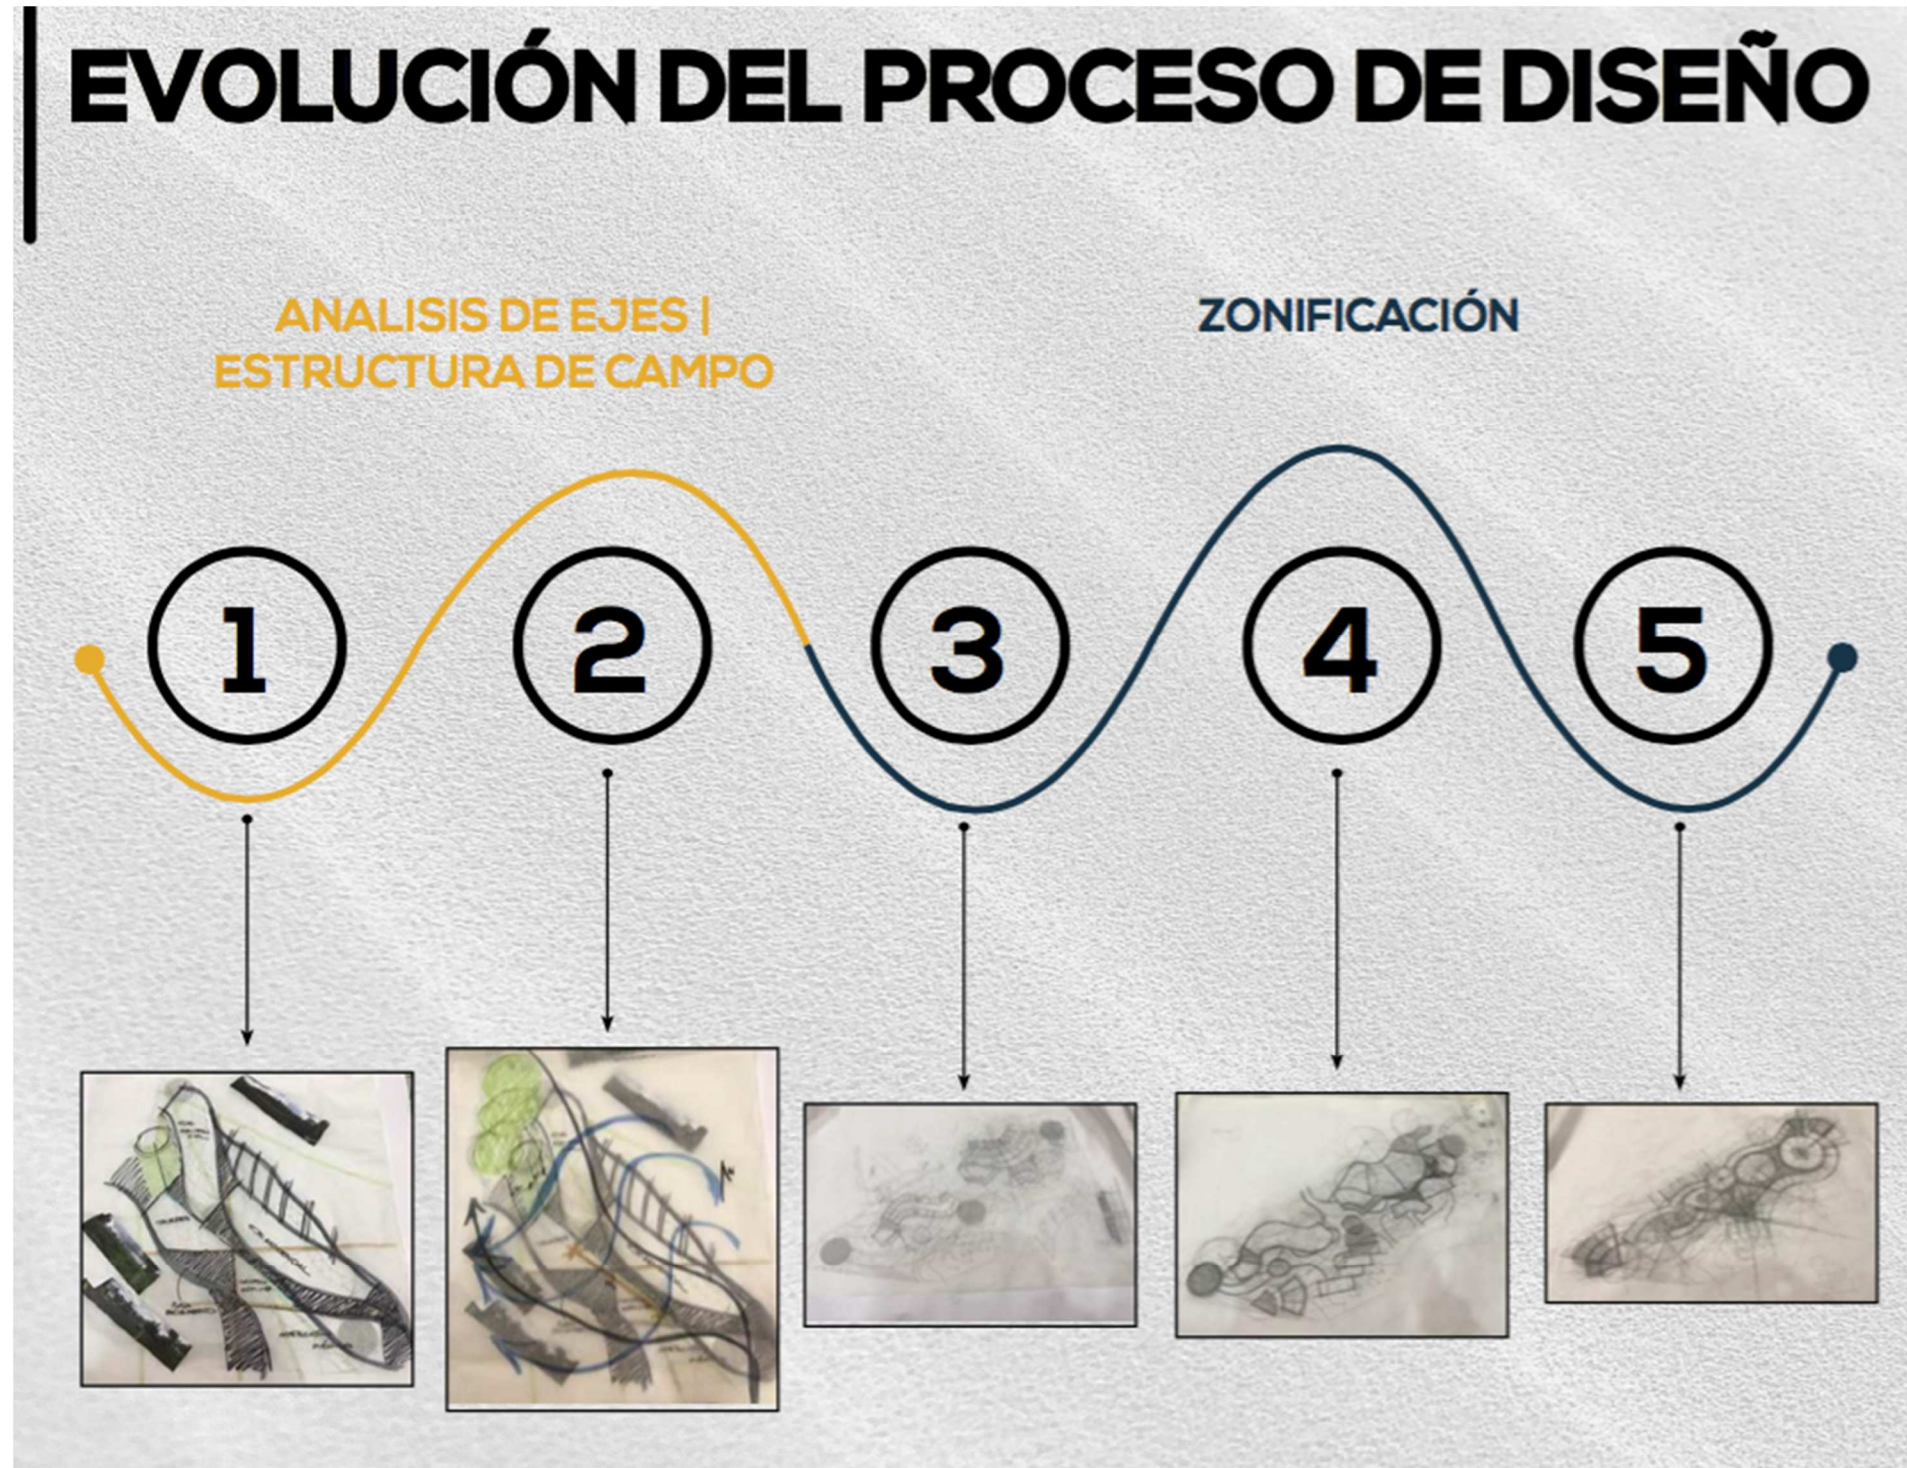 EVOLUCIÓN DEL PROCESO DE DISEÑO
ANALISIS DE EJES |
ESTRUCTURA DE CAMPO
ZONIFICACIÓN
1
2
3
4
5